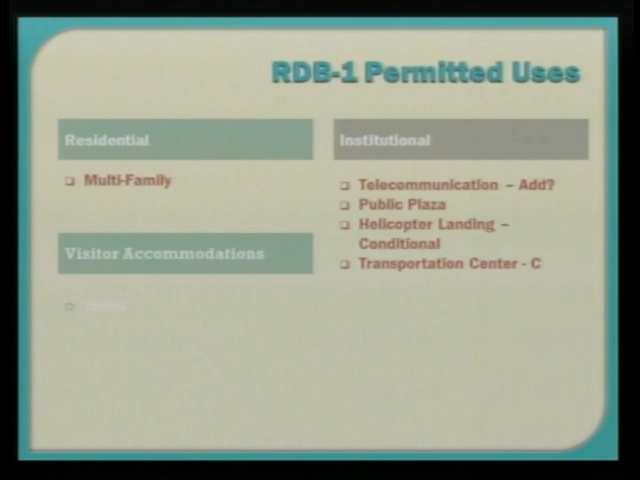 RDB-1 Permitted Uses
Residential
Multi-Family
Visitor Accommodations
Institutional
Telecommunication – Add?
Public Plaza
Helicopter Landing –
Conditional
Transportation Center - C